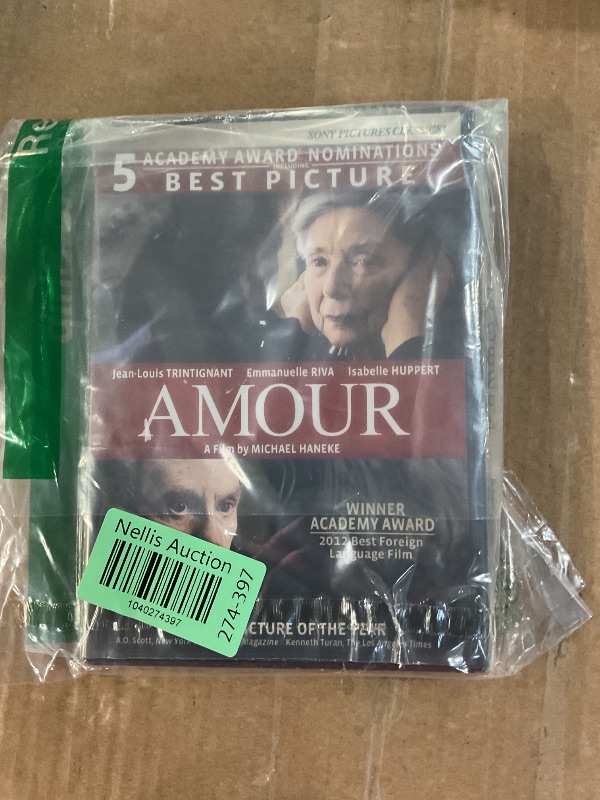 Re
SONY PICTURES CLASSICS
5 ACADEMY AWARD NOMINATIONS
INCLUDING
BEST PICTURE
Jean-Louis TRINTIGNANT Emmanuelle RIVA Isabelle HUPPERT
AMOUR
A Film by MICHAEL HANEKE
WINNER
ACADEMY AWARD®
2012 Best Foreign
Language Film
Nellis Auction
1040274397
274-397
PICTURE OF THE YEAR
A.O. Scott, New York Magazine Kenneth Turan, The Los Angeles Times